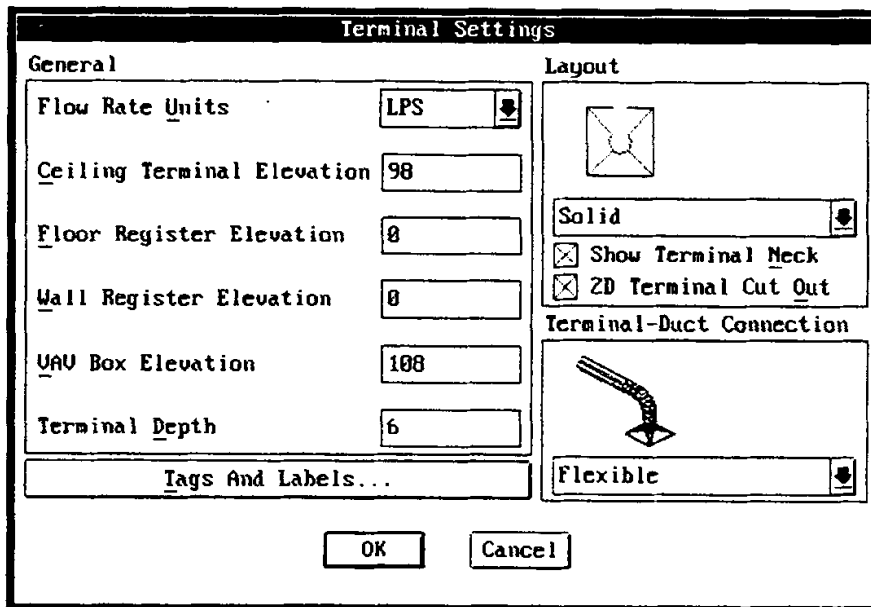 Terminal Settings
General
Flow Rate Units LPS
Ceiling Terminal Elevation 98
Floor Register Elevation 0
Wall Register Elevation 0
VAV Box Elevation 108
Terminal Depth 6
Tags And Labels...
Layout
Solid
Show Terminal Neck
2D Terminal Cut Out
Terminal-Duct Connection
Flexible
OK
Cancel